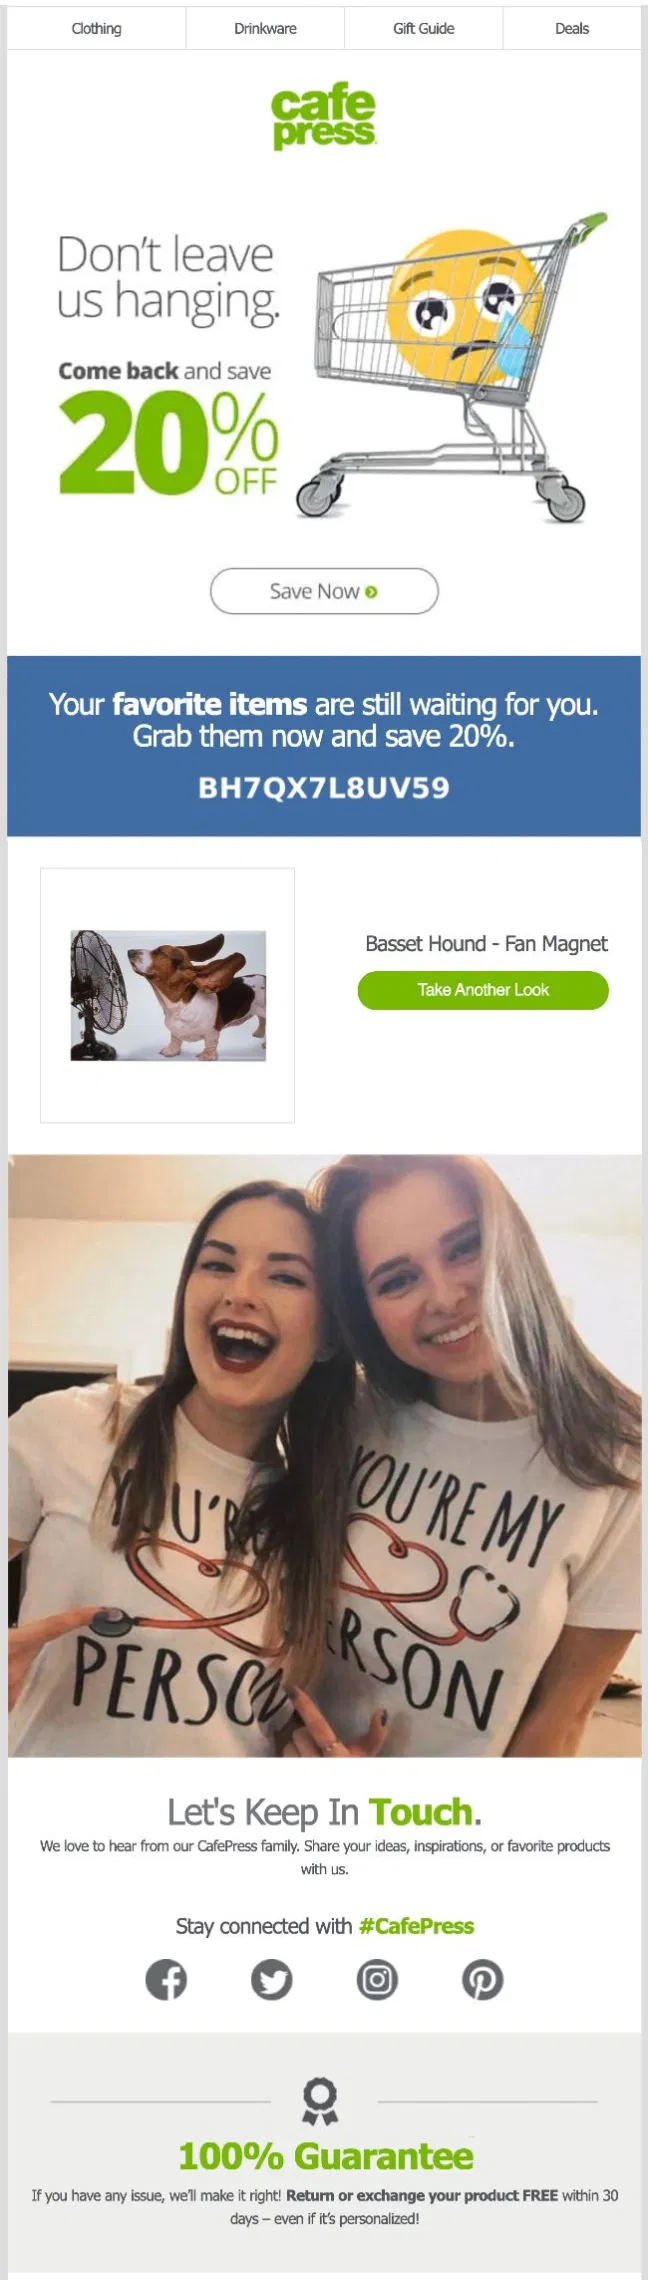 Clothing
Drinkware
Gift Guide
Deals
cafe
press
Don't leave
us hanging.
Come back and save
20%
OFF
Save Now
Your favorite items are still waiting for you.
Grab them now and save 20%.
BH7QX7L8UV59
Basset Hound - Fan Magnet
Take Another Look
YOU'R
PERSON
YOU'RE MY
ERSON
Let's Keep In Touch.
We love to hear from our CafePress family. Share your ideas, inspirations, or favorite products
with us.
Stay connected with #CafePress
100% Guarantee
If you have any issue, we'll make it right! Return or exchange your product FREE within 30
days – even if it's personalized!